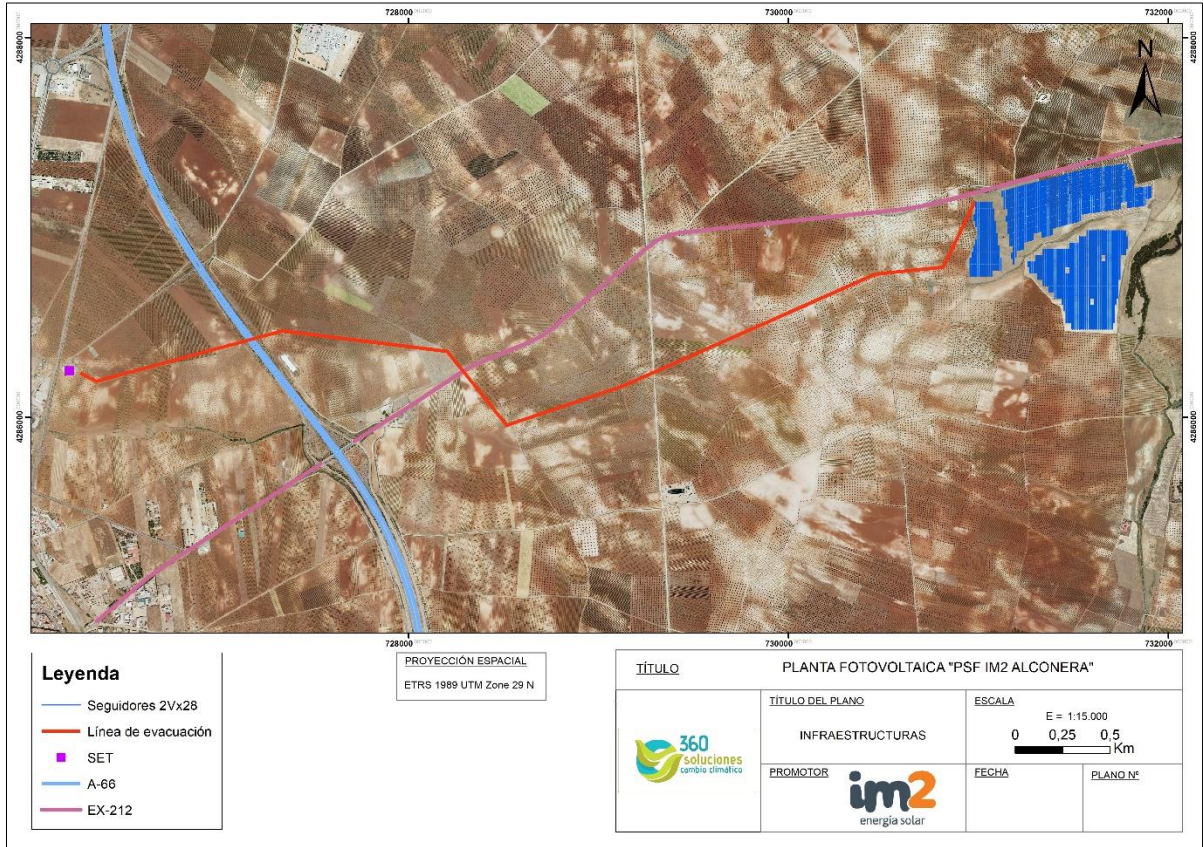 728000
730000
732000
4288000
4288000
N
4286000
4286000
728000
730000
732000
Leyenda
Seguidores 2Vx28
Línea de evacuación
SET
A-66
EX-212
PROYECCIÓN ESPACIAL
ETRS 1989 UTM Zone 29 N
TÍTULO
PLANTA FOTOVOLTAICA "PSF IM2 ALCONERA"
360
soluciones
cambio climático
TÍTULO DEL PLANO
INFRAESTRUCTURAS
ESCALA
E = 1:15.000
0 0,25 0,5
Km
PROMOTOR
im2
energía solar
FECHA
PLANO Nº